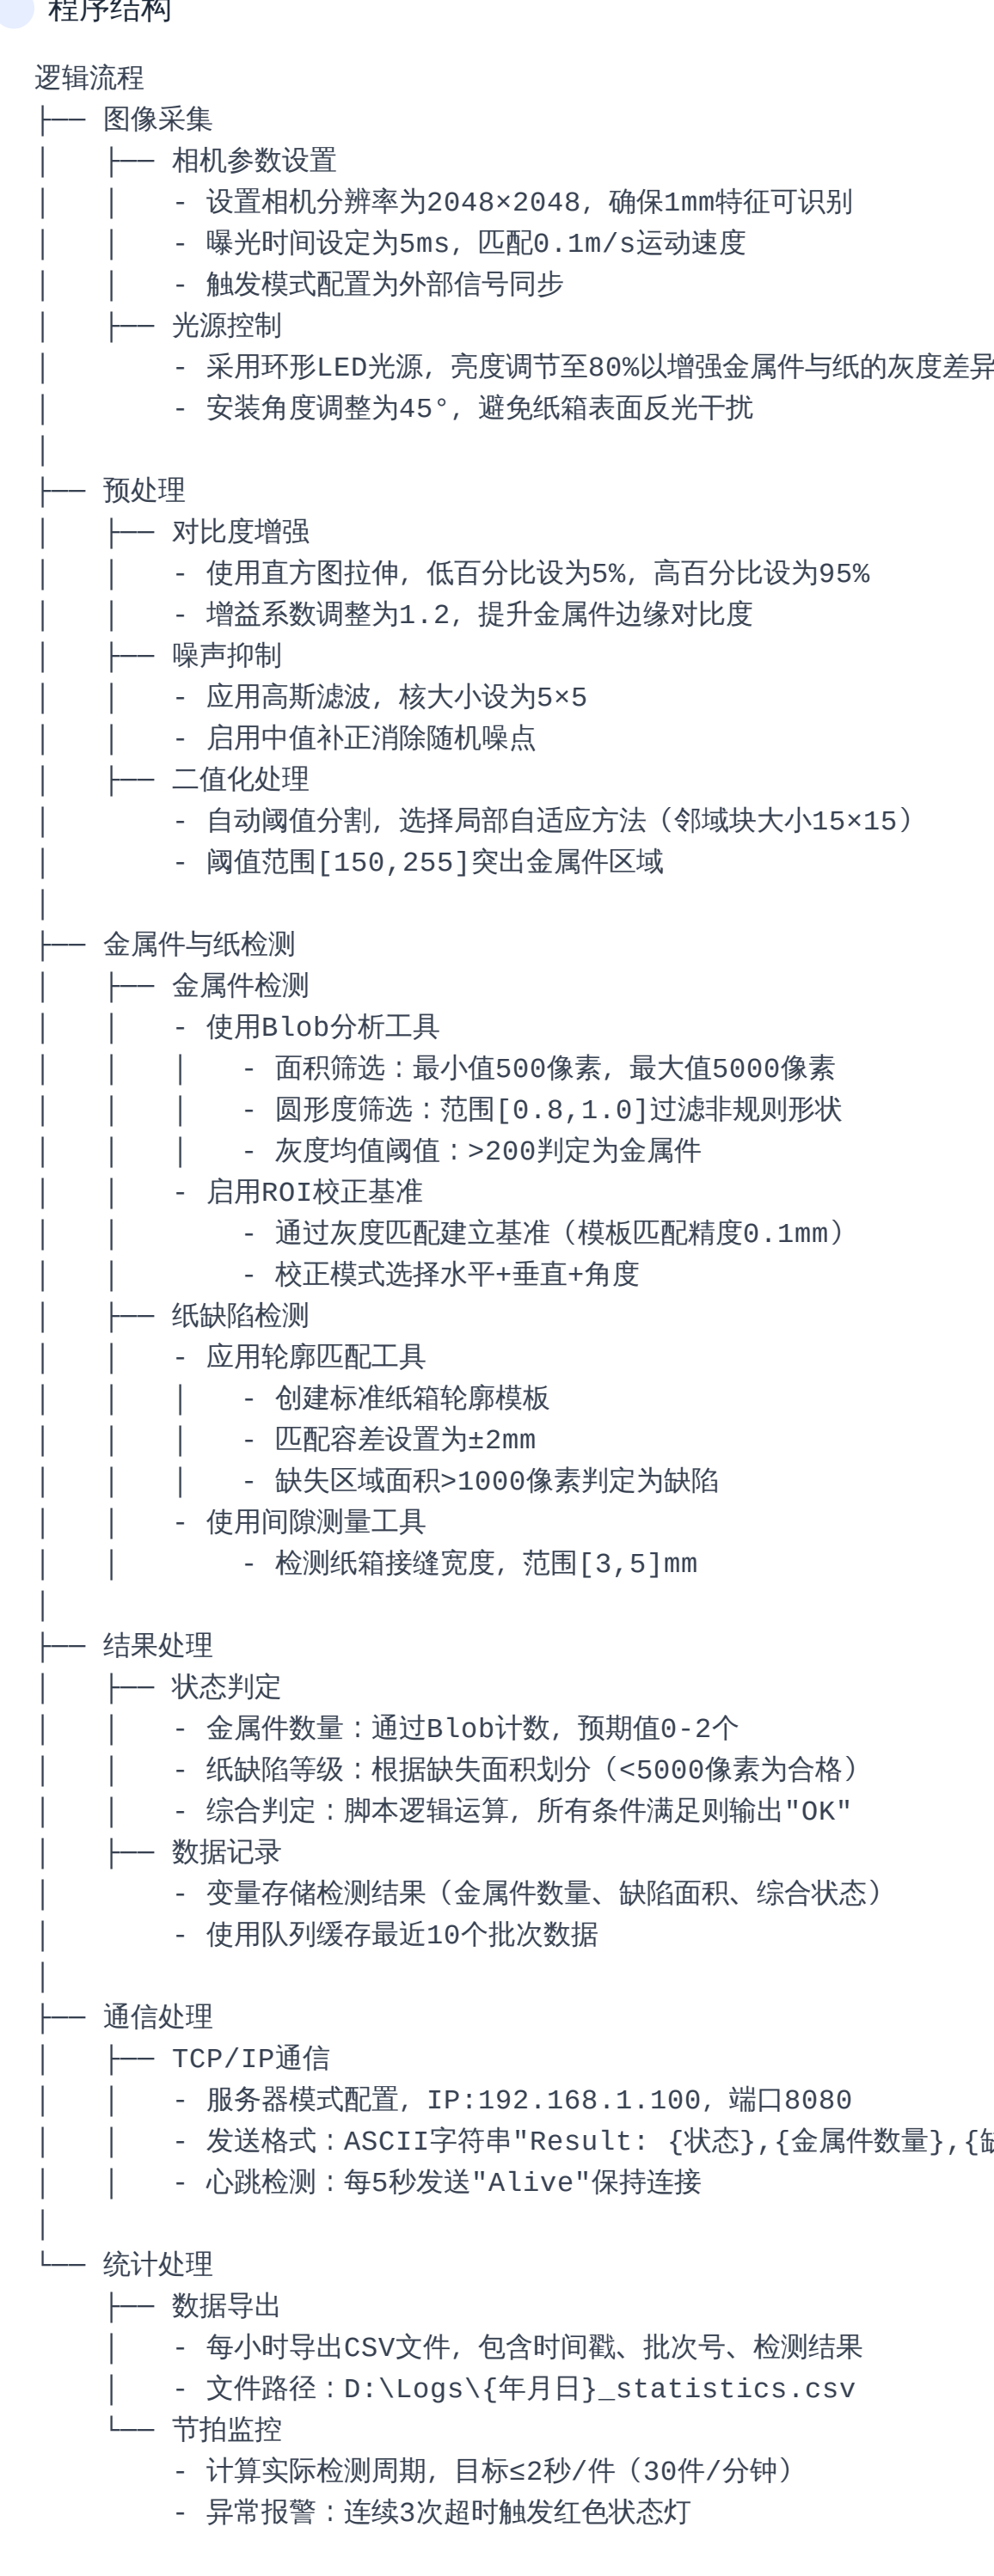 程序结构
逻辑流程
├── 图像采集
│   ├── 相机参数设置
│   │   - 设置相机分辨率为2048×2048，确保1mm特征可识别
│   │   - 曝光时间设定为5ms，匹配0.1m/s运动速度
│   │   - 触发模式配置为外部信号同步
│   ├── 光源控制
│       - 采用环形LED光源，亮度调节至80%以增强金属件与纸的灰度差异
│       - 安装角度调整为45°，避免纸箱表面反光干扰
│
├── 预处理
│   ├── 对比度增强
│   │   - 使用直方图拉伸，低百分比设为5%，高百分比设为95%
│   │   - 增益系数调整为1.2，提升金属件边缘对比度
│   ├── 噪声抑制
│   │   - 应用高斯滤波，核大小设为5×5
│   │   - 启用中值补正消除随机噪点
│   ├── 二值化处理
│       - 自动阈值分割，选择局部自适应方法（邻域块大小15×15）
│       - 阈值范围[150,255]突出金属件区域
│
├── 金属件与纸检测
│   ├── 金属件检测
│   │   - 使用Blob分析工具
│   │   │   - 面积筛选：最小值500像素，最大值5000像素
│   │   │   - 圆形度筛选：范围[0.8,1.0]过滤非规则形状
│   │   │   - 灰度均值阈值：>200判定为金属件
│   │   - 启用ROI校正基准
│   │       - 通过灰度匹配建立基准（模板匹配精度0.1mm）
│   │       - 校正模式选择水平+垂直+角度
│   ├── 纸缺陷检测
│   │   - 应用轮廓匹配工具
│   │   │   - 创建标准纸箱轮廓模板
│   │   │   - 匹配容差设置为±2mm
│   │   │   - 缺失区域面积>1000像素判定为缺陷
│   │   - 使用间隙测量工具
│   │       - 检测纸箱接缝宽度，范围[3,5]mm
│
├── 结果处理
│   ├── 状态判定
│   │   - 金属件数量：通过Blob计数，预期值0-2个
│   │   - 纸缺陷等级：根据缺失面积划分（<5000像素为合格）
│   │   - 综合判定：脚本逻辑运算，所有条件满足则输出"OK"
│   ├── 数据记录
│       - 变量存储检测结果（金属件数量、缺陷面积、综合状态）
│       - 使用队列缓存最近10个批次数据
│
├── 通信处理
│   ├── TCP/IP通信
│   │   - 服务器模式配置，IP:192.168.1.100，端口8080
│   │   - 发送格式：ASCII字符串"Result: {状态},{金属件数量},{
│   │   - 心跳检测：每5秒发送"Alive"保持连接
│
└── 统计处理
    ├── 数据导出
    │   - 每小时导出CSV文件，包含时间戳、批次号、检测结果
    │   - 文件路径：D:\Logs\{年月日}_statistics.csv
    └── 节拍监控
        - 计算实际检测周期，目标≤2秒/件（30件/分钟）
        - 异常报警：连续3次超时触发红色状态灯